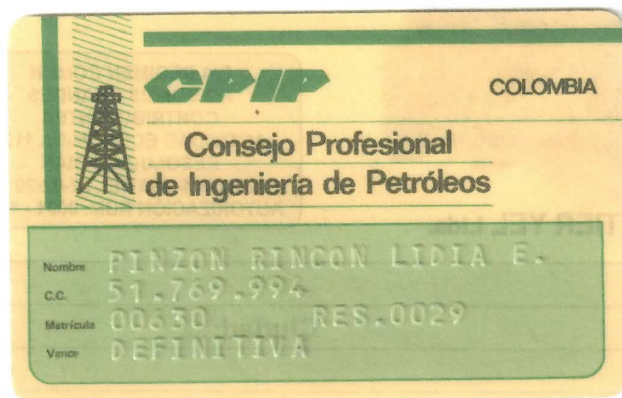 CPIP
COLOMBIA
Consejo Profesional
de Ingeniería de Petróleos
Nombre PINZON RINCON LIDIA E.
C.C. 51.769.994
Matrícula 00630 RES.0029
Vence DEFINITIVA